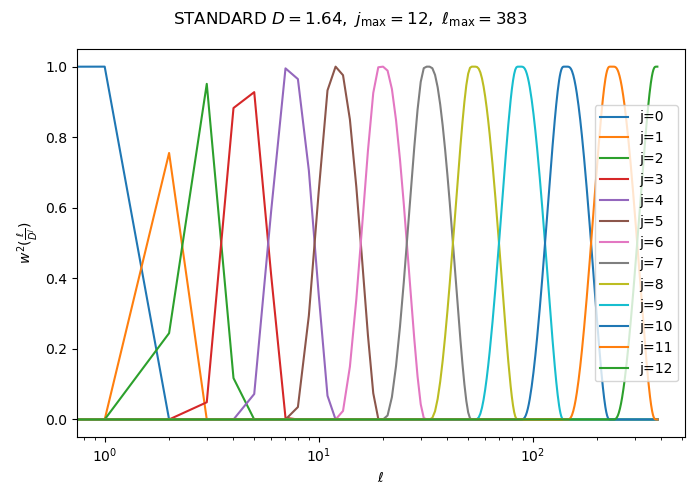 STANDARD D = 1.64, j_max = 12, ℓ_max = 383
1.0
0.8
0.6
0.4
0.2
0.0
w²(ℓ/Dʲ)
10⁰
10¹
10²
ℓ
j=0
j=1
j=2
j=3
j=4
j=5
j=6
j=7
j=8
j=9
j=10
j=11
j=12